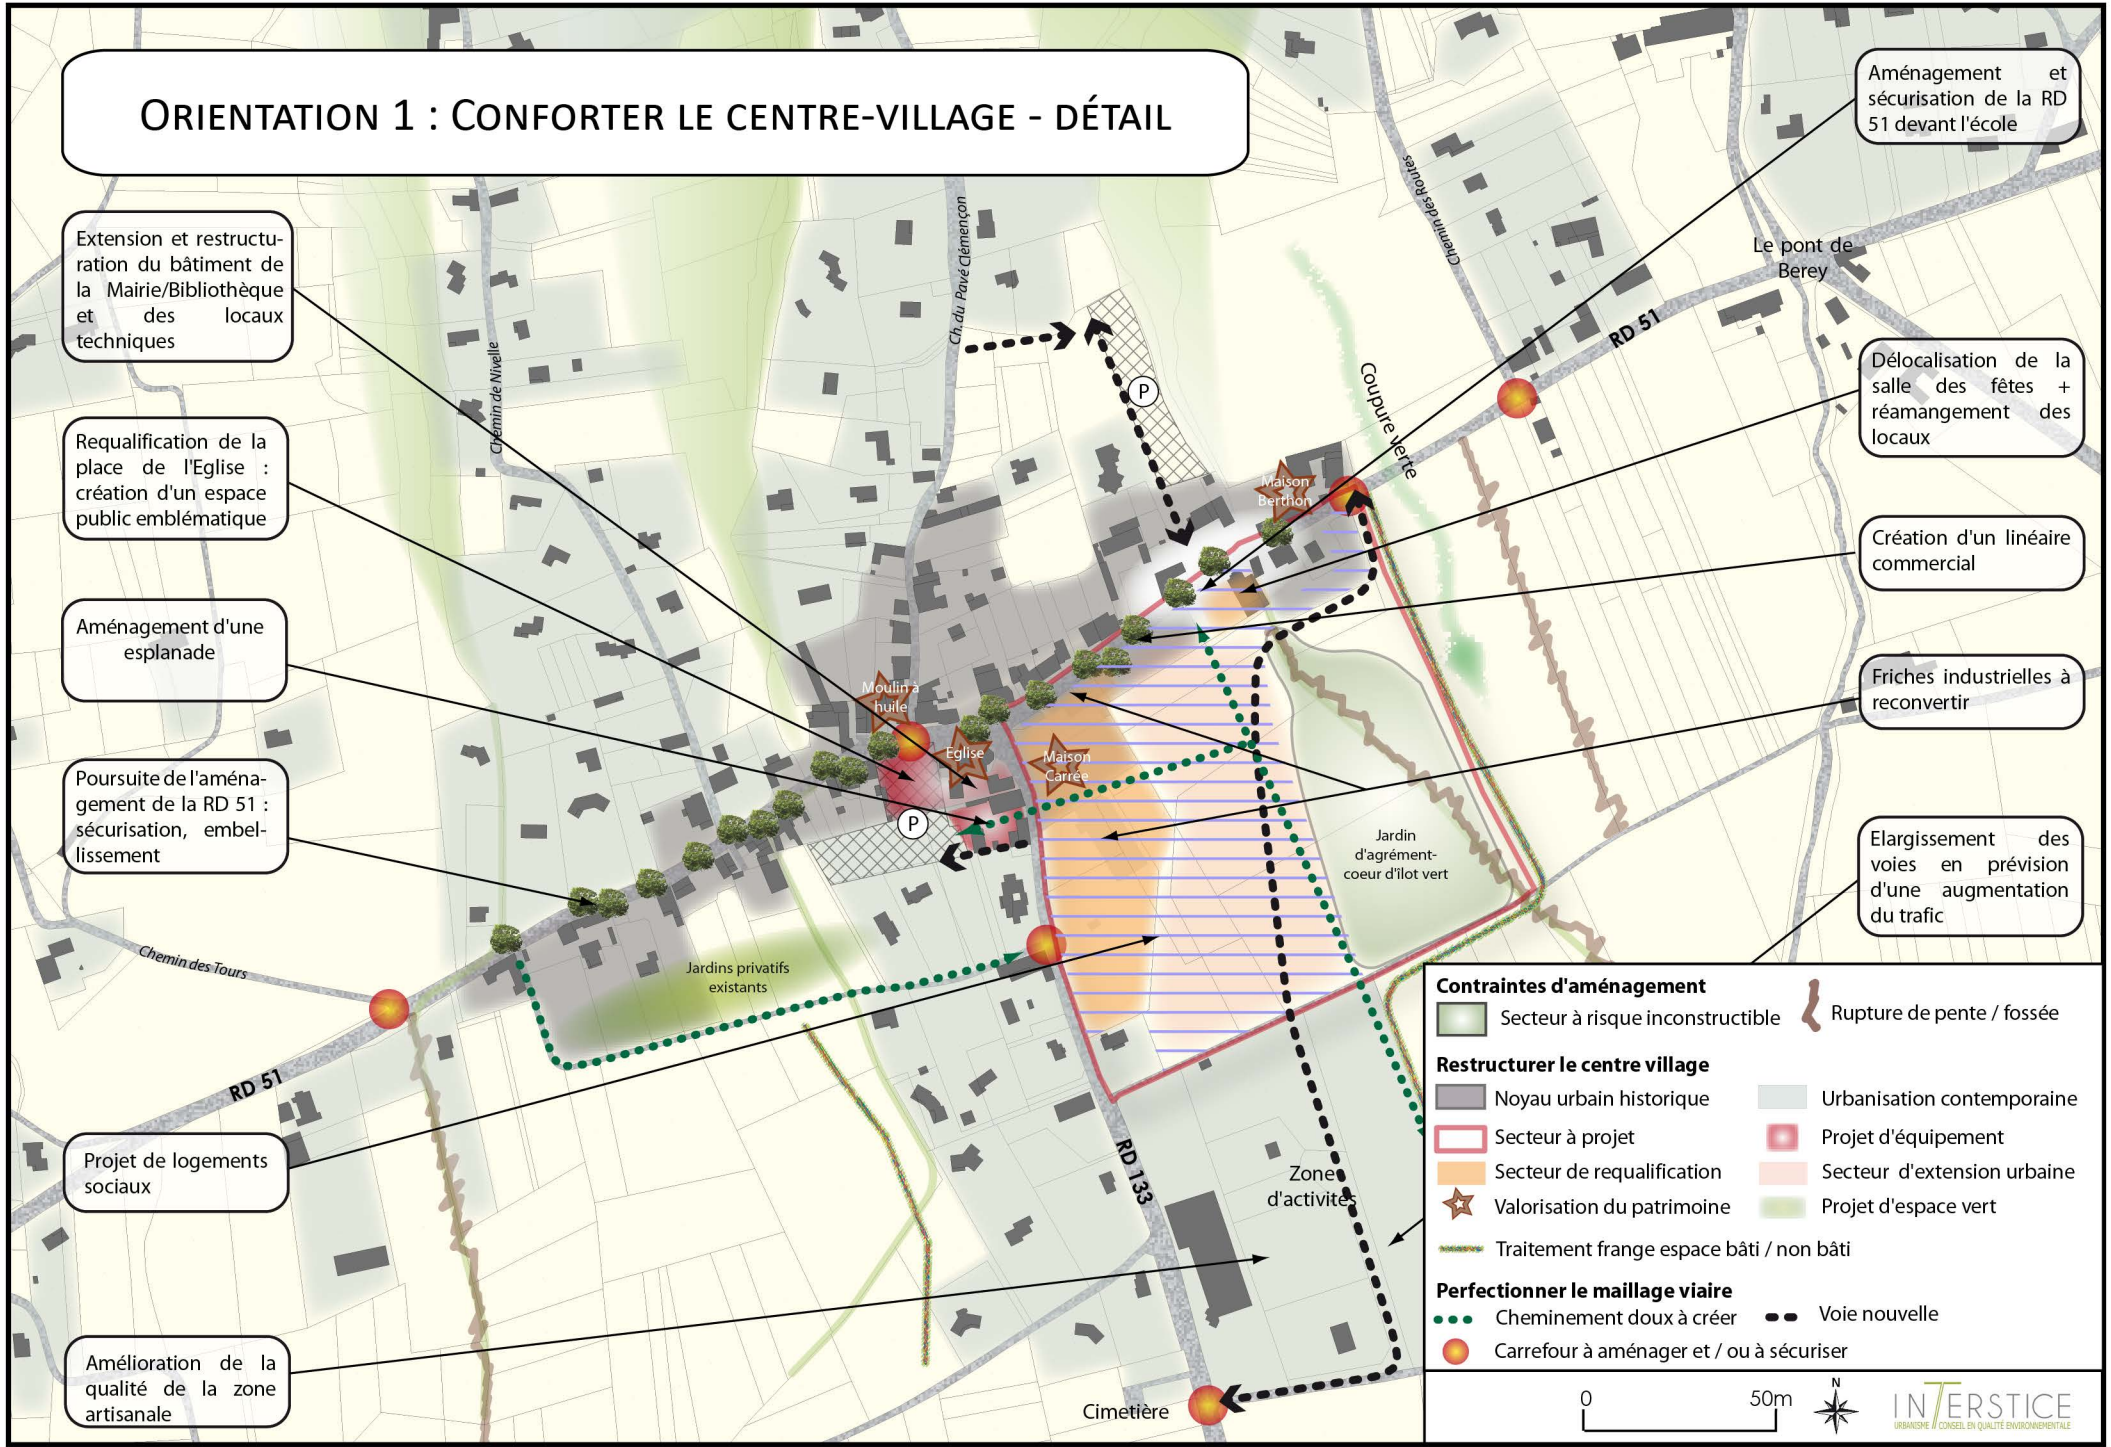 ORIENTATION 1 : CONFORTER LE CENTRE-VILLAGE - DÉTAIL
Extension et restructu-
ration du bâtiment de
la Mairie/Bibliothèque
et des locaux
techniques
Requalification de la
place de l'Eglise :
création d'un espace
public emblématique
Aménagement d'une
esplanade
Poursuite de l'aména-
gement de la RD 51 :
sécurisation, embel-
lissement
Projet de logements
sociaux
Amélioration de la
qualité de la zone
artisanale
Aménagement et
sécurisation de la RD
51 devant l'école
Délocalisation de la
salle des fêtes +
réamangement des
locaux
Création d'un linéaire
commercial
Friches industrielles à
reconvertir
Elargissement des
voies en prévision
d'une augmentation
du trafic
Chemin de Nivelle
Ch. du Pavé Clémençon
Chemin des Routes
Le pont de
Berey
RD 51
Coupure verte
P
Maison
Berthon
Moulin à
huile
Eglise
Maison
Carrée
P
Jardin
d'agrément-
coeur d'îlot vert
Jardins privatifs
existants
Chemin des Tours
RD 51
RD 133
Zone
d'activités
Cimetière
Contraintes d'aménagement
Secteur à risque inconstructible
Rupture de pente / fossée
Restructurer le centre village
Noyau urbain historique
Urbanisation contemporaine
Secteur à projet
Projet d'équipement
Secteur de requalification
Secteur d'extension urbaine
Valorisation du patrimoine
Projet d'espace vert
Traitement frange espace bâti / non bâti
Perfectionner le maillage viaire
Cheminement doux à créer
Voie nouvelle
Carrefour à aménager et / ou à sécuriser
0 50m
N
INTERSTICE
URBANISME CONSEIL EN QUALITÉ ENVIRONNEMENTALE